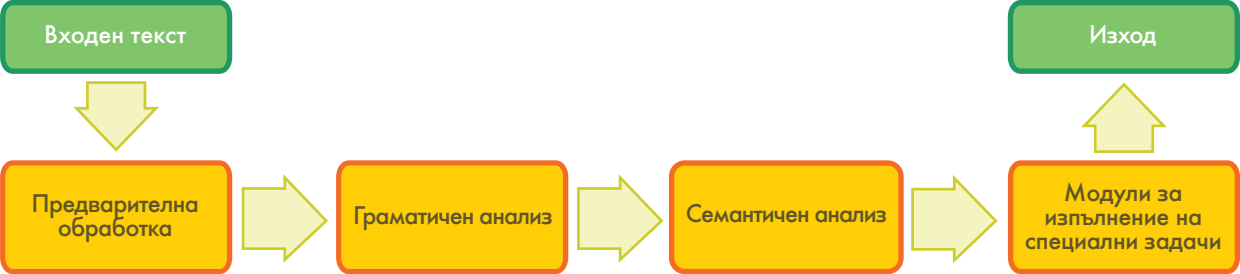 Входен текст
Изход
Предварителна
обработка
Граматичен анализ
Семантичен анализ
Модули за
изпълнение на
специални задачи